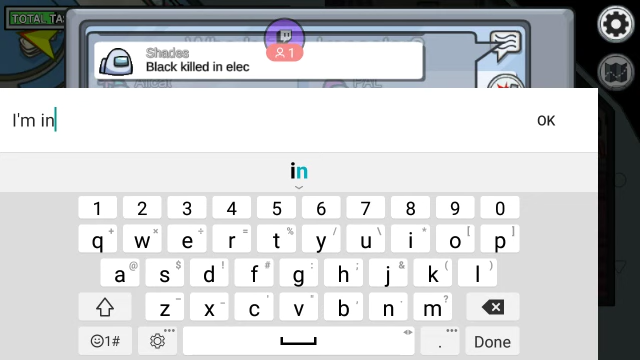 TOTAL TA
1
Shades
Black killed in elec
I'm in
OK
in
1 2 3 4 5 6 7 8 9 0
q + w × e ÷ r = t % y / u \ i * o [ p ]
a @ s $ d ! f # g : h ; j & k ( l )
z - x _ c ' v " b , n . m ?
☺1# . Done